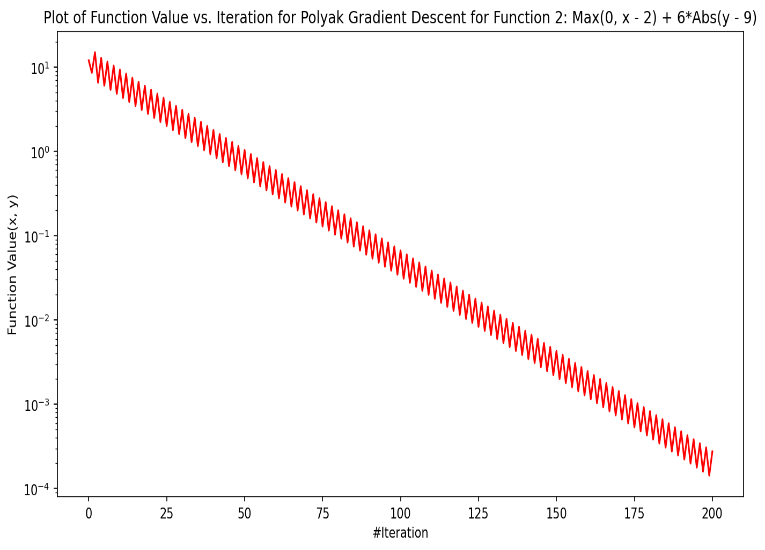 Plot of Function Value vs. Iteration for Polyak Gradient Descent for Function 2: Max(0, x - 2) + 6*Abs(y - 9)
Function Value(x, y)
10¹
10⁰
10⁻¹
10⁻²
10⁻³
10⁻⁴
0 25 50 75 100 125 150 175 200
#Iteration